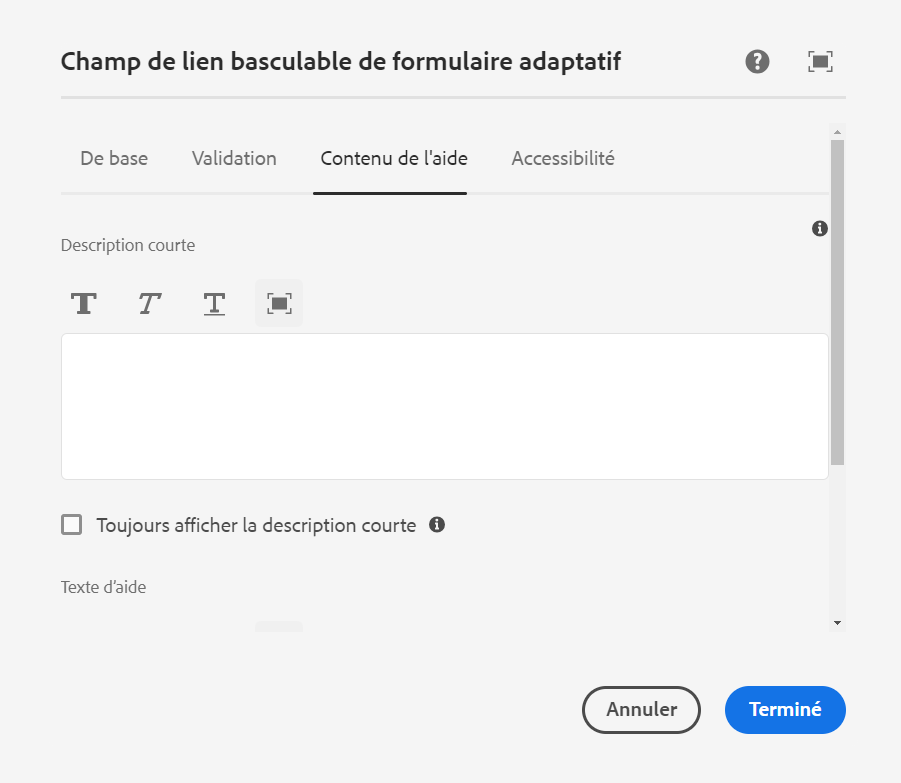 Champ de lien basculable de formulaire adaptatif
De base Validation Contenu de l'aide Accessibilité
Description courte
Toujours afficher la description courte
Texte d’aide
Annuler Terminé